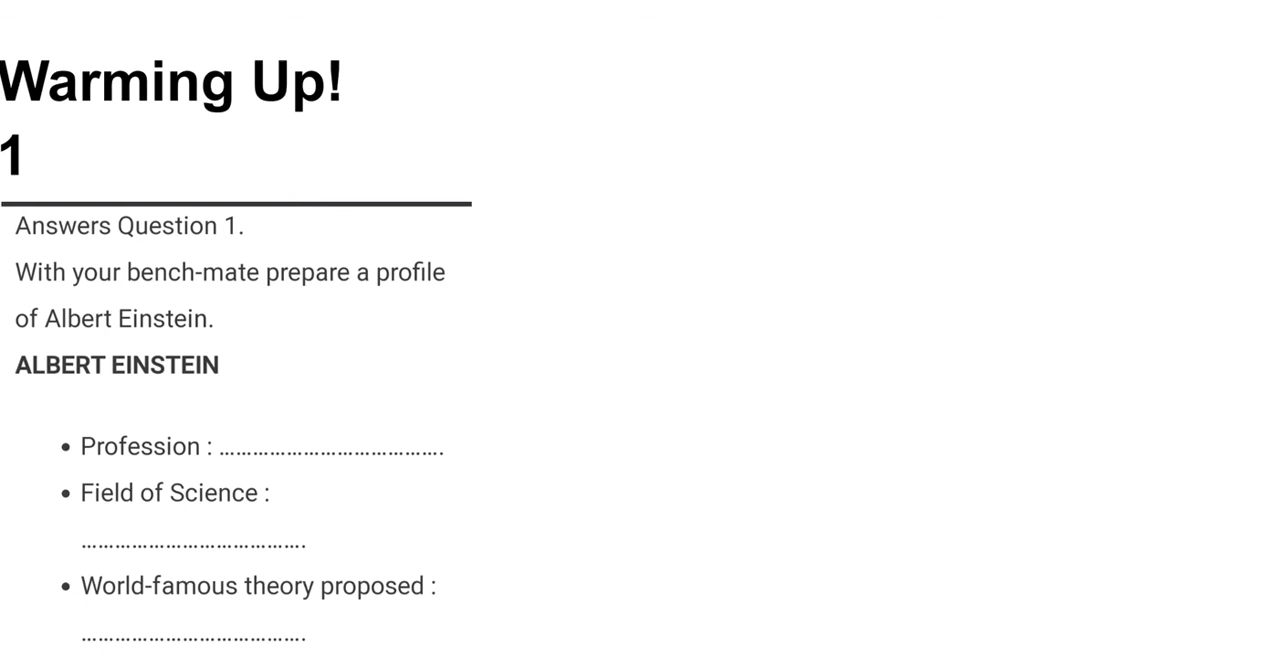 Warming Up!
1
Answers Question 1.
With your bench-mate prepare a profile
of Albert Einstein.
ALBERT EINSTEIN
• Profession : ………………………………….
• Field of Science :
………………………………….
• World-famous theory proposed :
………………………………….